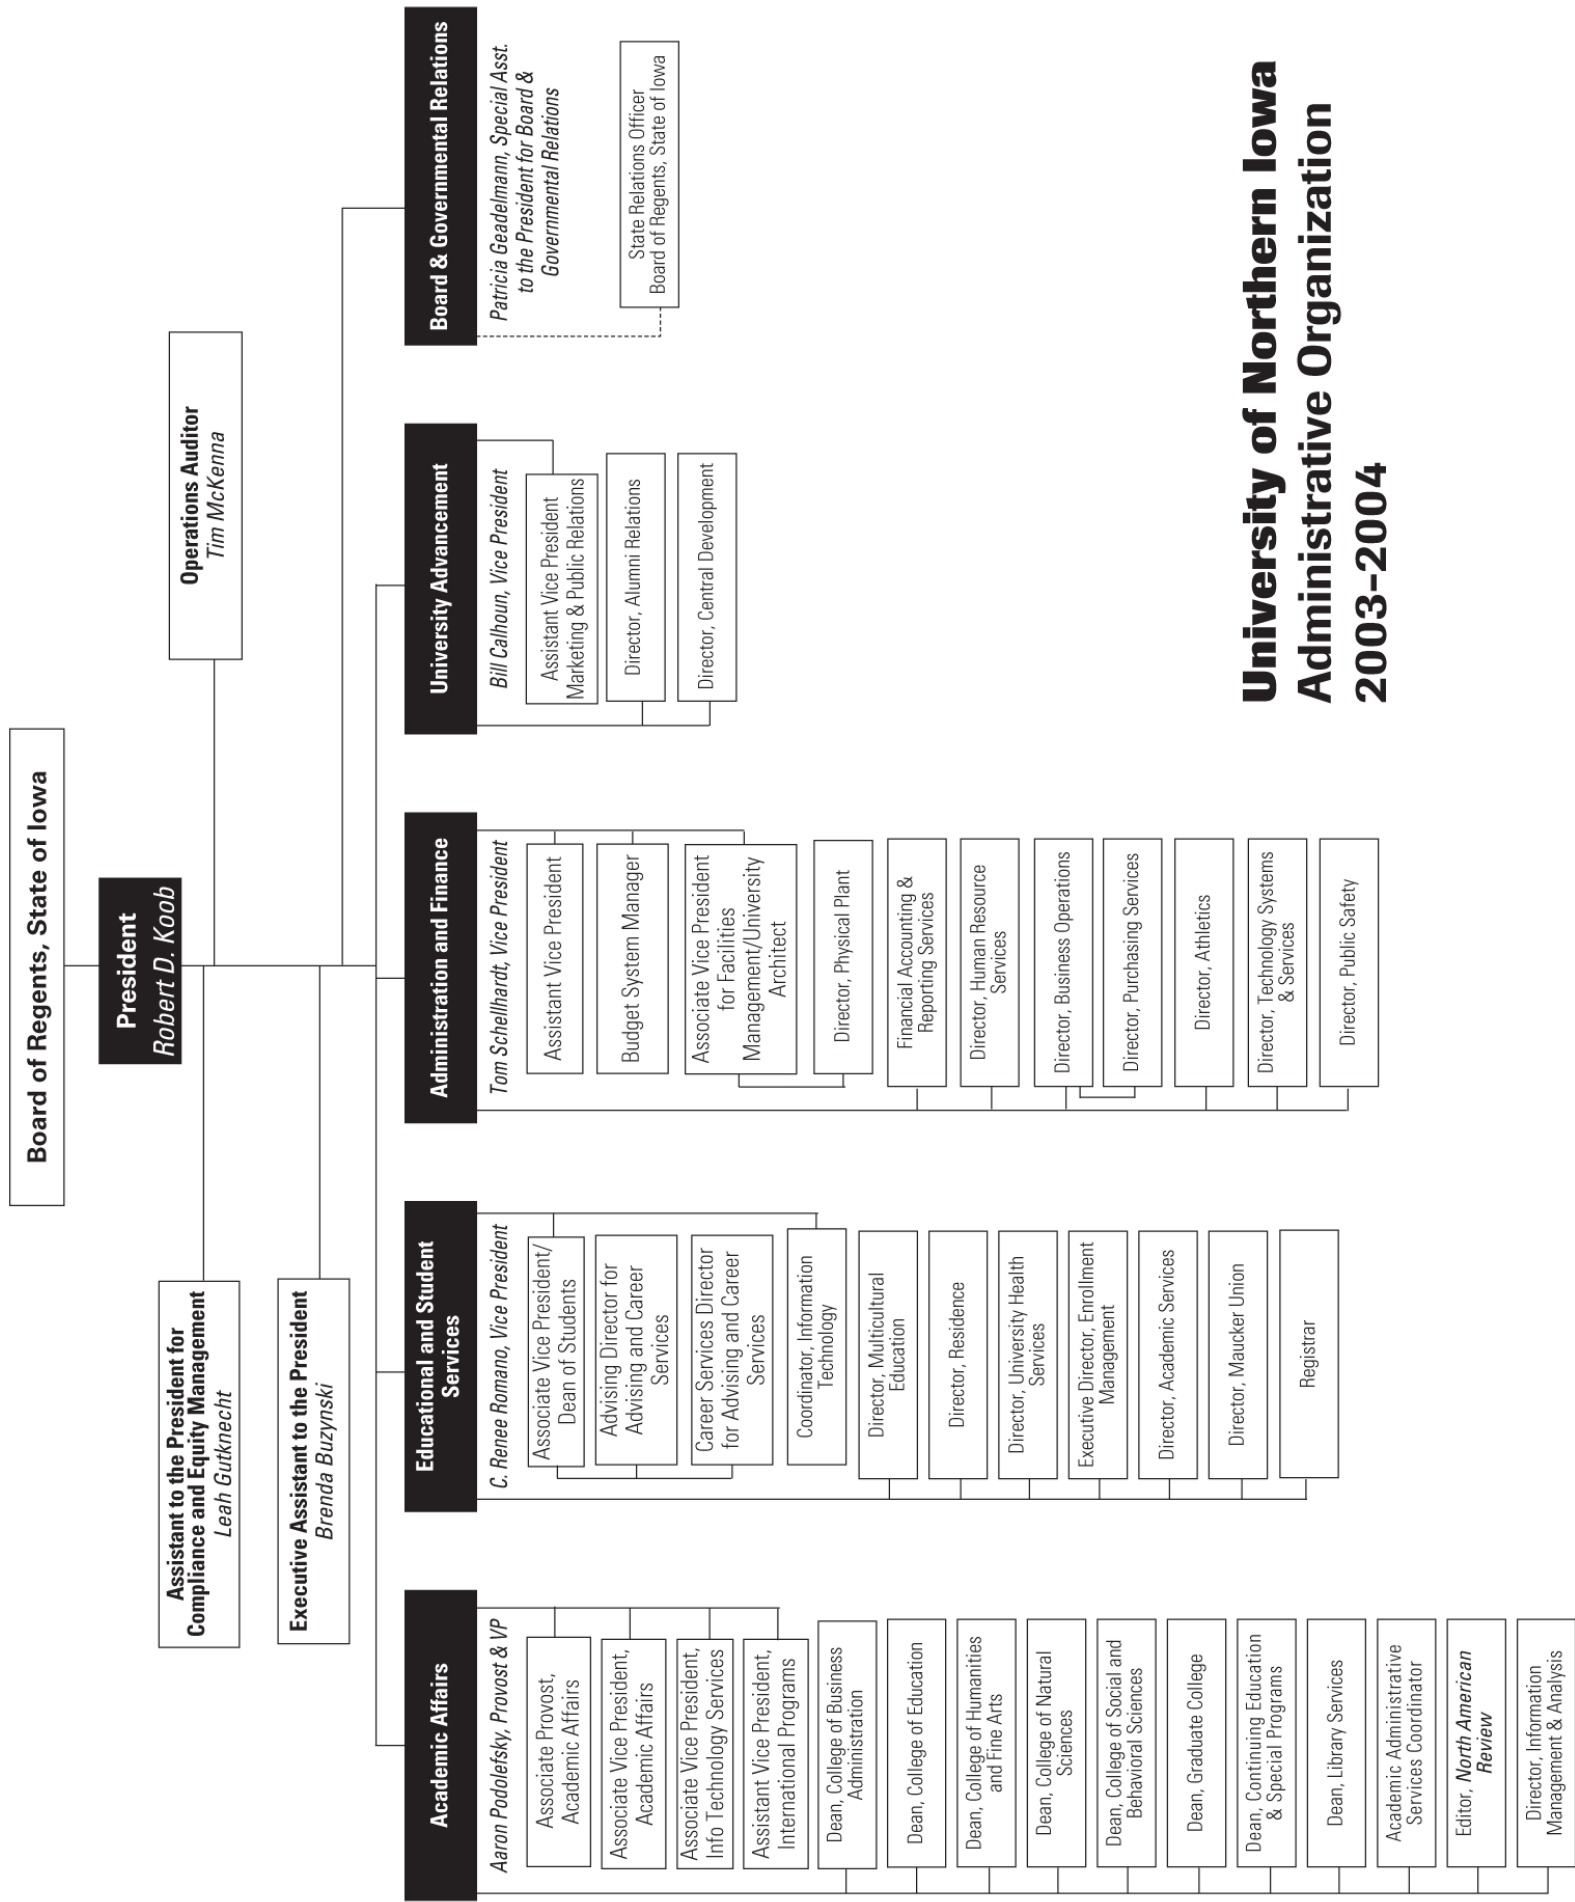 Board of Regents, State of Iowa
President
Robert D. Koob
Operations Auditor
Tim McKenna
Assistant to the President for
Compliance and Equity Management
Leah Gutknecht
Executive Assistant to the President
Brenda Buzynski
Academic Affairs
Aaron Podolefsky, Provost & VP
Associate Provost,
Academic Affairs
Associate Vice President,
Academic Affairs
Associate Vice President,
Info Technology Services
Assistant Vice President,
International Programs
Dean, College of Business
Administration
Dean, College of Education
Dean, College of Humanities
and Fine Arts
Dean, College of Natural
Sciences
Dean, College of Social and
Behavioral Sciences
Dean, Graduate College
Dean, Continuing Education
& Special Programs
Dean, Library Services
Academic Administrative
Services Coordinator
Editor, North American
Review
Director, Information
Management & Analysis
Educational and Student
Services
C. Renee Romano, Vice President
Associate Vice President/
Dean of Students
Advising Director for
Advising and Career
Services
Career Services Director
for Advising and Career
Services
Coordinator, Information
Technology
Director, Multicultural
Education
Director, Residence
Director, University Health
Services
Executive Director, Enrollment
Management
Director, Academic Services
Director, Maucker Union
Registrar
Administration and Finance
Tom Schellhardt, Vice President
Assistant Vice President
Budget System Manager
Associate Vice President
for Facilities
Management/University
Architect
Director, Physical Plant
Financial Accounting &
Reporting Services
Director, Human Resource
Services
Director, Business Operations
Director, Purchasing Services
Director, Athletics
Director, Technology Systems
& Services
Director, Public Safety
University Advancement
Bill Calhoun, Vice President
Assistant Vice President
Marketing & Public Relations
Director, Alumni Relations
Director, Central Development
Board & Governmental Relations
Patricia Geadelmann, Special Asst.
to the President for Board &
Governmental Relations
State Relations Officer
Board of Regents, State of Iowa
University of Northern Iowa
Administrative Organization
2003–2004